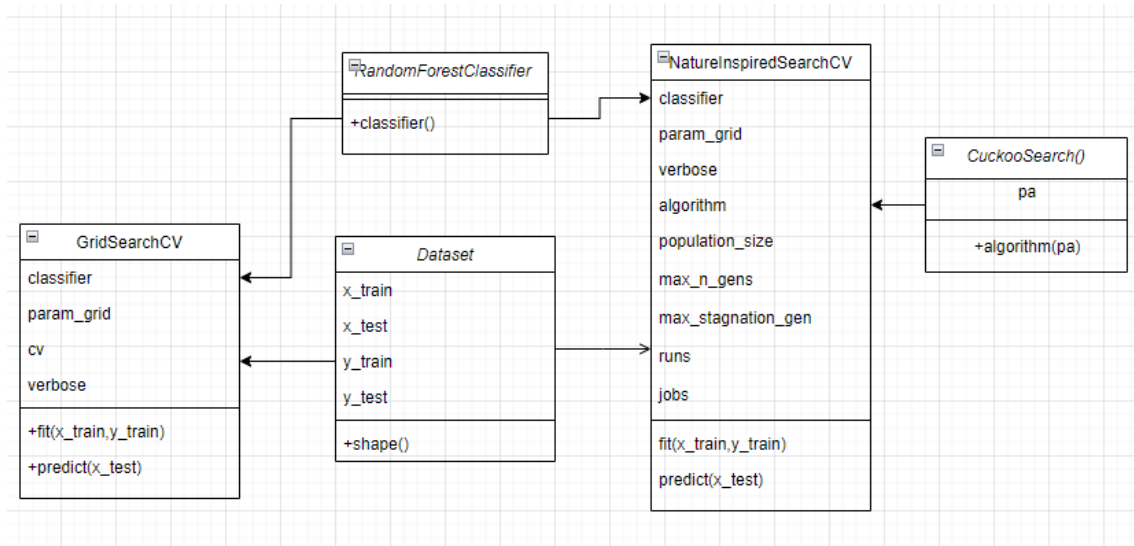 RandomForestClassifier
+classifier()
NatureInspiredSearchCV
classifier
param_grid
verbose
algorithm
population_size
max_n_gens
max_stagnation_gen
runs
jobs
fit(x_train,y_train)
predict(x_test)
CuckooSearch()
pa
+algorithm(pa)
GridSearchCV
classifier
param_grid
cv
verbose
+fit(x_train,y_train)
+predict(x_test)
Dataset
x_train
x_test
y_train
y_test
+shape()